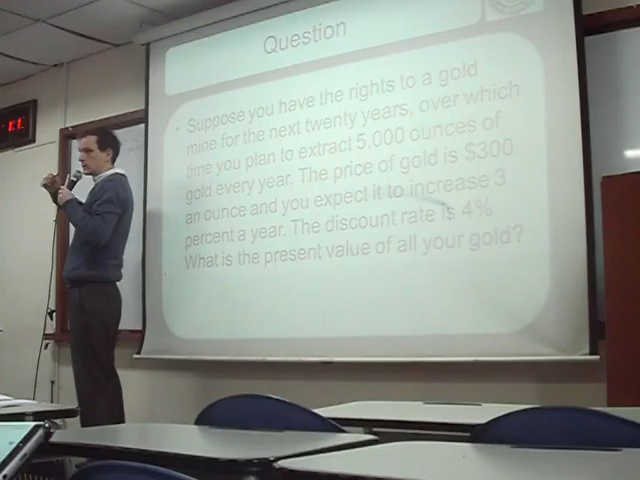 Question
• Suppose you have the rights to a gold
mine for the next twenty years, over which
time you plan to extract 5,000 ounces of
gold every year. The price of gold is $300
an ounce and you expect it to increase 3
percent a year. The discount rate is 4%
What is the present value of all your gold?